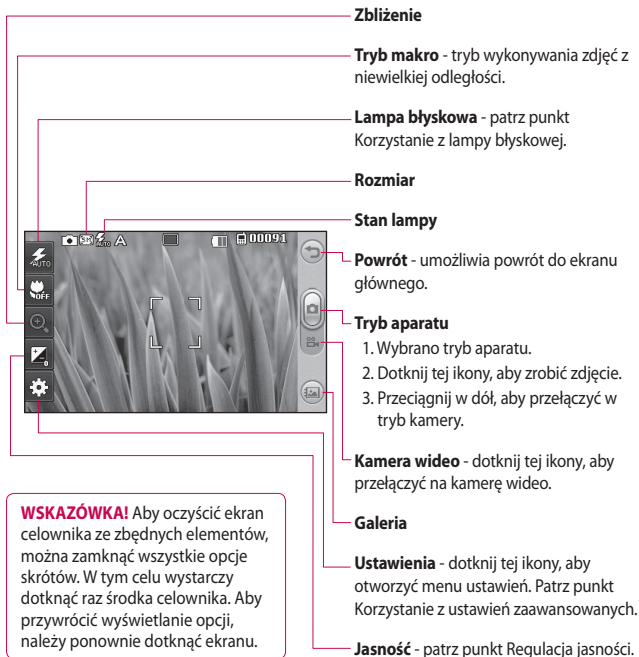 Zbliżenie
Tryb makro - tryb wykonywania zdjęć z
niewielkiej odległości.
Lampa błyskowa - patrz punkt
Korzystanie z lampy błyskowej.
Rozmiar
Stan lampy
Powrót - umożliwia powrót do ekranu
głównego.
Tryb aparatu
1. Wybrano tryb aparatu.
2. Dotknij tej ikony, aby zrobić zdjęcie.
3. Przeciągnij w dół, aby przełączyć w
tryb kamery.
Kamera wideo - dotknij tej ikony, aby
przełączyć na kamerę wideo.
Galeria
Ustawienia - dotknij tej ikony, aby
otworzyć menu ustawień. Patrz punkt
Korzystanie z ustawień zaawansowanych.
Jasność - patrz punkt Regulacja jasności.
AUTO
OFF
0
3M AUTO A 00091
WSKAZÓWKA! Aby oczyścić ekran
celownika ze zbędnych elementów,
można zamknąć wszystkie opcje
skrótów. W tym celu wystarczy
dotknąć raz środka celownika. Aby
przywrócić wyświetlanie opcji,
należy ponownie dotknąć ekranu.